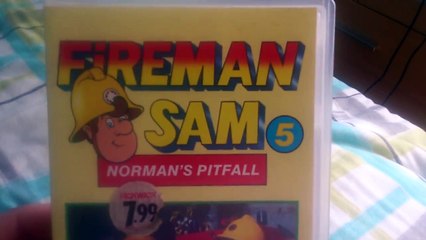 FiREMAN
SAM 5
NORMAN'S PITFALL
7.99